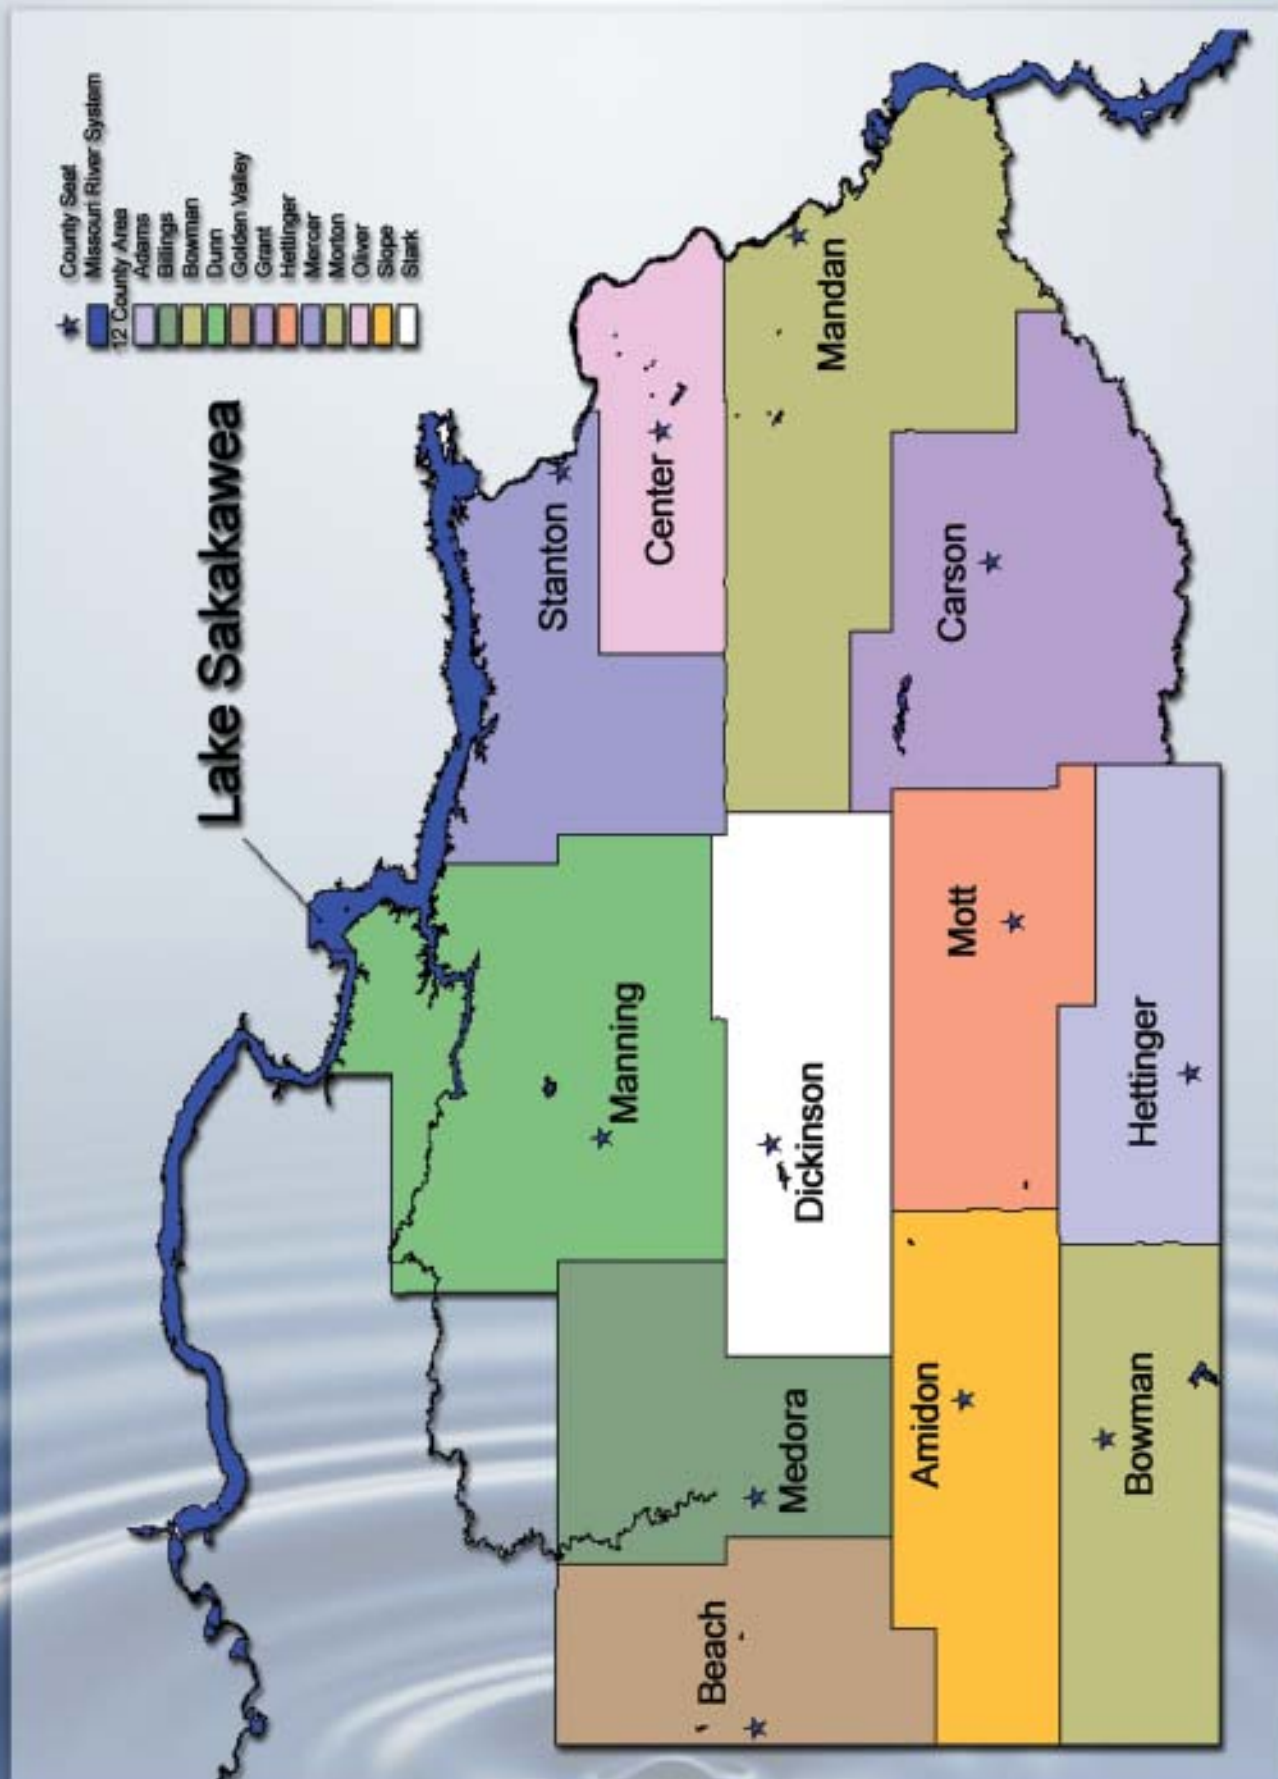 Lake Sakakawea
County Seat
Missouri River System
12 County Area
Adams
Billings
Bowman
Dunn
Golden Valley
Grant
Hettinger
Mercer
Morton
Oliver
Slope
Stark
Stanton
Center
Manning
Beach
Medora
Dickinson
Mandan
Amidon
Mott
Carson
Bowman
Hettinger